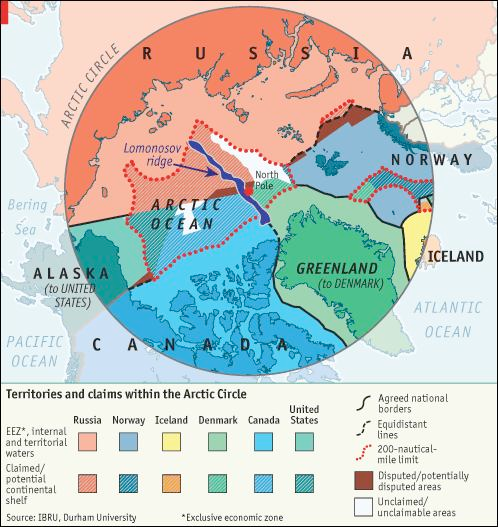 RUSSIA
ARCTIC CIRCLE
Lomonosov
ridge
North
Pole
NORWAY
Bering
Sea
ARCTIC
OCEAN
ICELAND
ALASKA
(to UNITED
STATES)
GREENLAND
(to DENMARK)
ATLANTIC
OCEAN
PACIFIC
OCEAN
CANADA
Territories and claims within the Arctic Circle
Russia Norway Iceland Denmark Canada United
States
EEZ*, internal
and territorial
waters
Claimed/
potential
continental
shelf
Agreed national
borders
Equidistant
lines
200-nautical-
mile limit
Disputed/potentially
disputed areas
Unclaimed/
unclaimable areas
Source: IBRU, Durham University *Exclusive economic zone